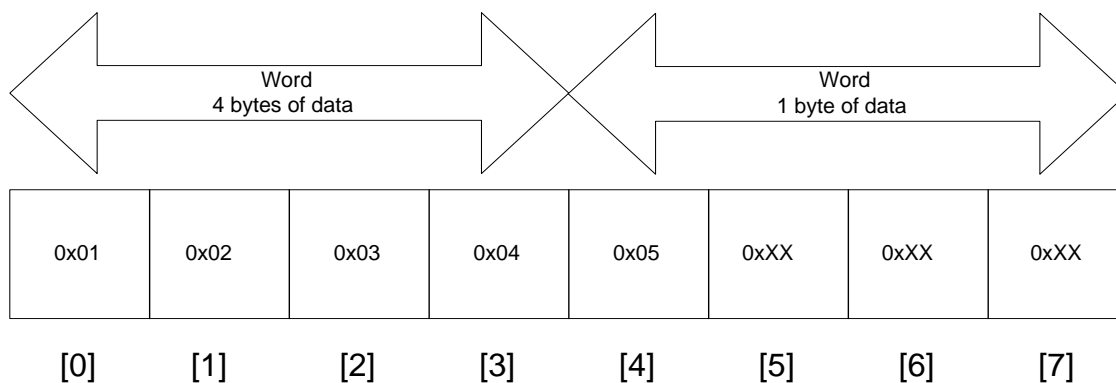 Word
4 bytes of data
Word
1 byte of data
0x01 0x02 0x03 0x04 0x05 0xXX 0xXX 0xXX
[0] [1] [2] [3] [4] [5] [6] [7]